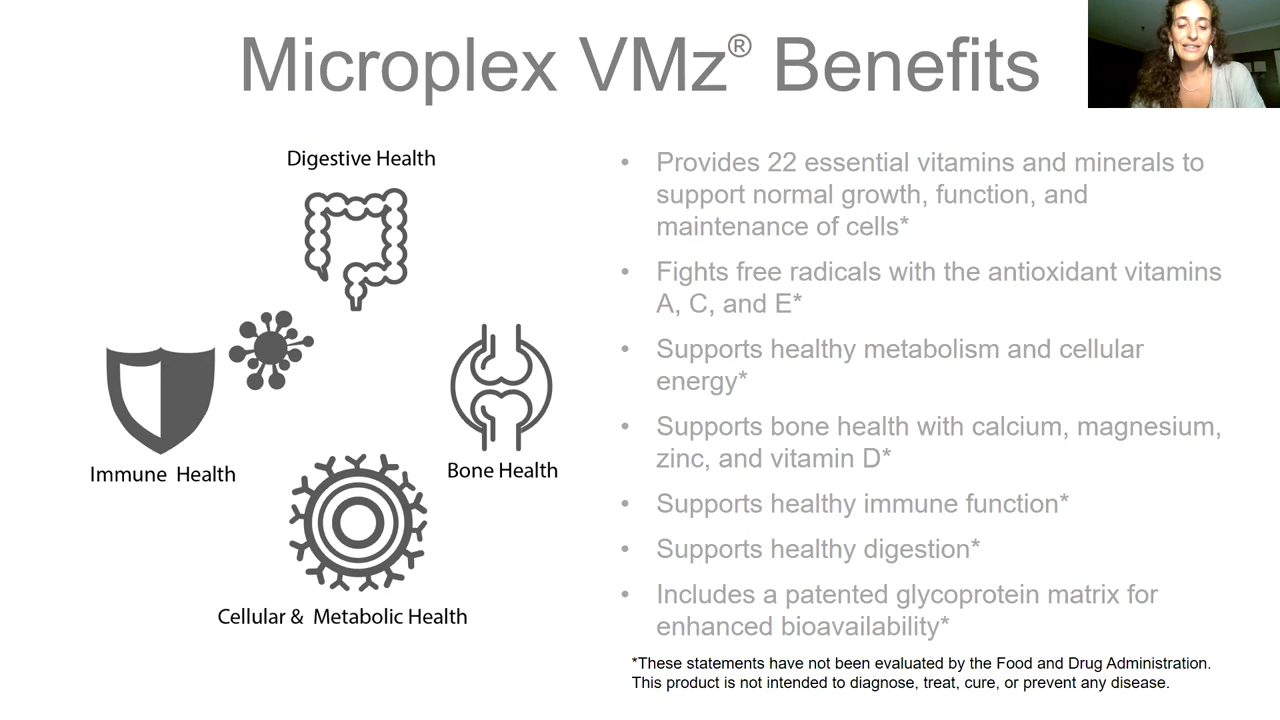 Microplex VMz® Benefits
Digestive Health
Immune Health
Bone Health
Cellular & Metabolic Health
• Provides 22 essential vitamins and minerals to
support normal growth, function, and
maintenance of cells*
• Fights free radicals with the antioxidant vitamins
A, C, and E*
• Supports healthy metabolism and cellular
energy*
• Supports bone health with calcium, magnesium,
zinc, and vitamin D*
• Supports healthy immune function*
• Supports healthy digestion*
• Includes a patented glycoprotein matrix for
enhanced bioavailability*
*These statements have not been evaluated by the Food and Drug Administration.
This product is not intended to diagnose, treat, cure, or prevent any disease.